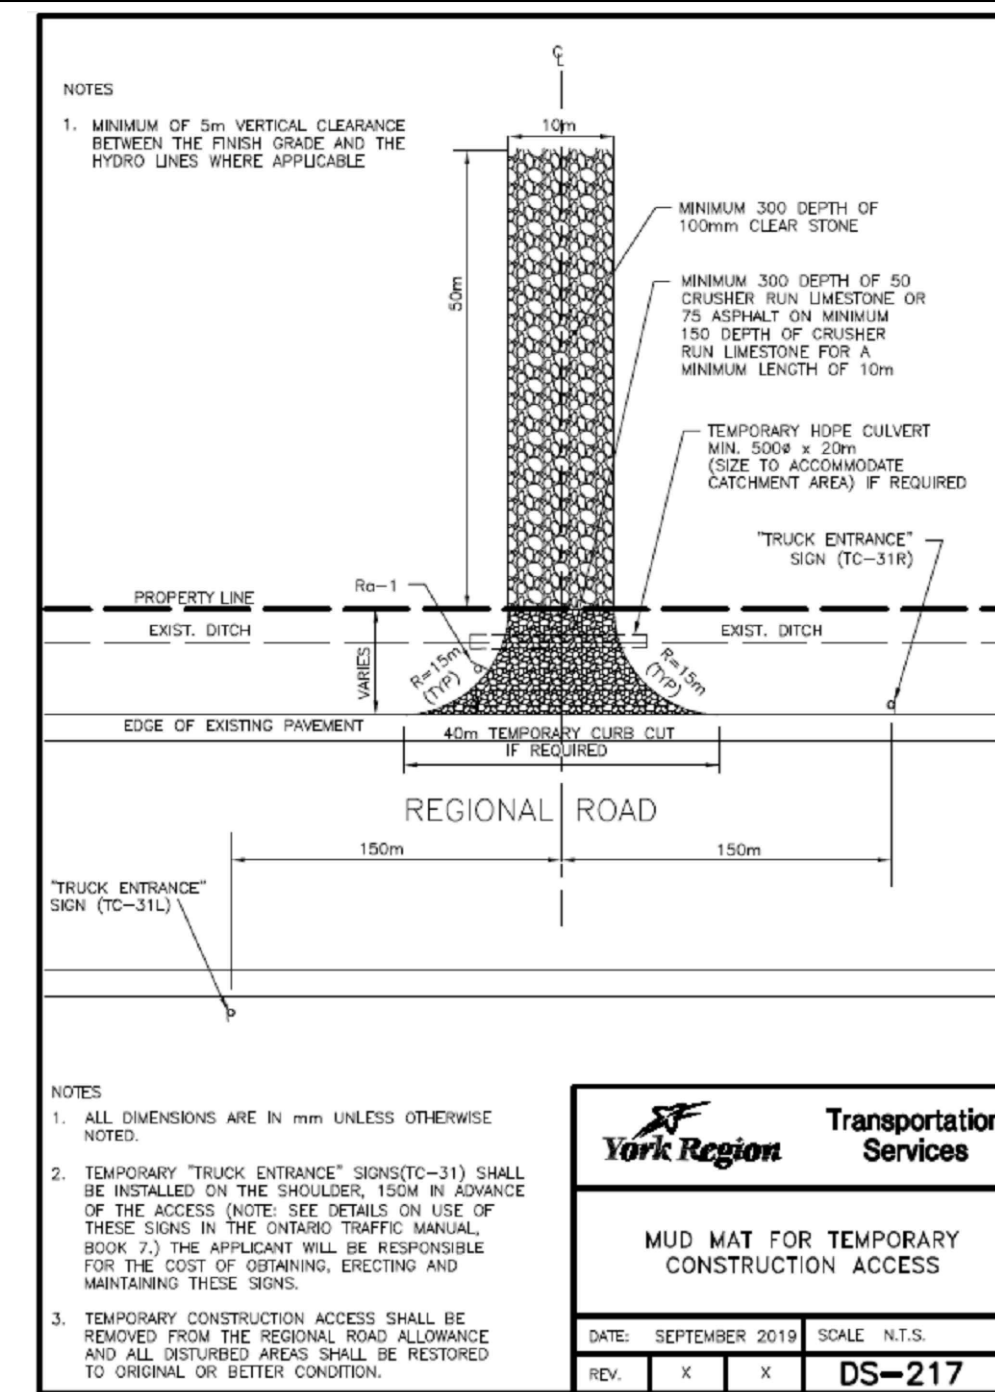 NOTES
1. MINIMUM OF 5m VERTICAL CLEARANCE
BETWEEN THE FINISH GRADE AND THE
HYDRO LINES WHERE APPLICABLE
℄
10m
50m
MINIMUM 300 DEPTH OF
100mm CLEAR STONE
MINIMUM 300 DEPTH OF 50
CRUSHER RUN LIMESTONE OR
75 ASPHALT ON MINIMUM
150 DEPTH OF CRUSHER
RUN LIMESTONE FOR A
MINIMUM LENGTH OF 10m
TEMPORARY HDPE CULVERT
MIN. 500ø x 20m
(SIZE TO ACCOMMODATE
CATCHMENT AREA) IF REQUIRED
"TRUCK ENTRANCE"
SIGN (TC-31R)
Ra-1
PROPERTY LINE
EXIST. DITCH
EXIST. DITCH
VARIES
R=15m
(TYP)
R=15m
(TYP)
EDGE OF EXISTING PAVEMENT
40m TEMPORARY CURB CUT
IF REQUIRED
REGIONAL ROAD
150m
150m
"TRUCK ENTRANCE"
SIGN (TC-31L)
NOTES
1. ALL DIMENSIONS ARE IN mm UNLESS OTHERWISE
NOTED.
2. TEMPORARY "TRUCK ENTRANCE" SIGNS(TC-31) SHALL
BE INSTALLED ON THE SHOULDER, 150M IN ADVANCE
OF THE ACCESS (NOTE: SEE DETAILS ON USE OF
THESE SIGNS IN THE ONTARIO TRAFFIC MANUAL,
BOOK 7.) THE APPLICANT WILL BE RESPONSIBLE
FOR THE COST OF OBTAINING, ERECTING AND
MAINTAINING THESE SIGNS.
3. TEMPORARY CONSTRUCTION ACCESS SHALL BE
REMOVED FROM THE REGIONAL ROAD ALLOWANCE
AND ALL DISTURBED AREAS SHALL BE RESTORED
TO ORIGINAL OR BETTER CONDITION.
York Region
Transportation
Services
MUD MAT FOR TEMPORARY
CONSTRUCTION ACCESS
DATE: SEPTEMBER 2019 SCALE N.T.S.
REV. X X DS-217